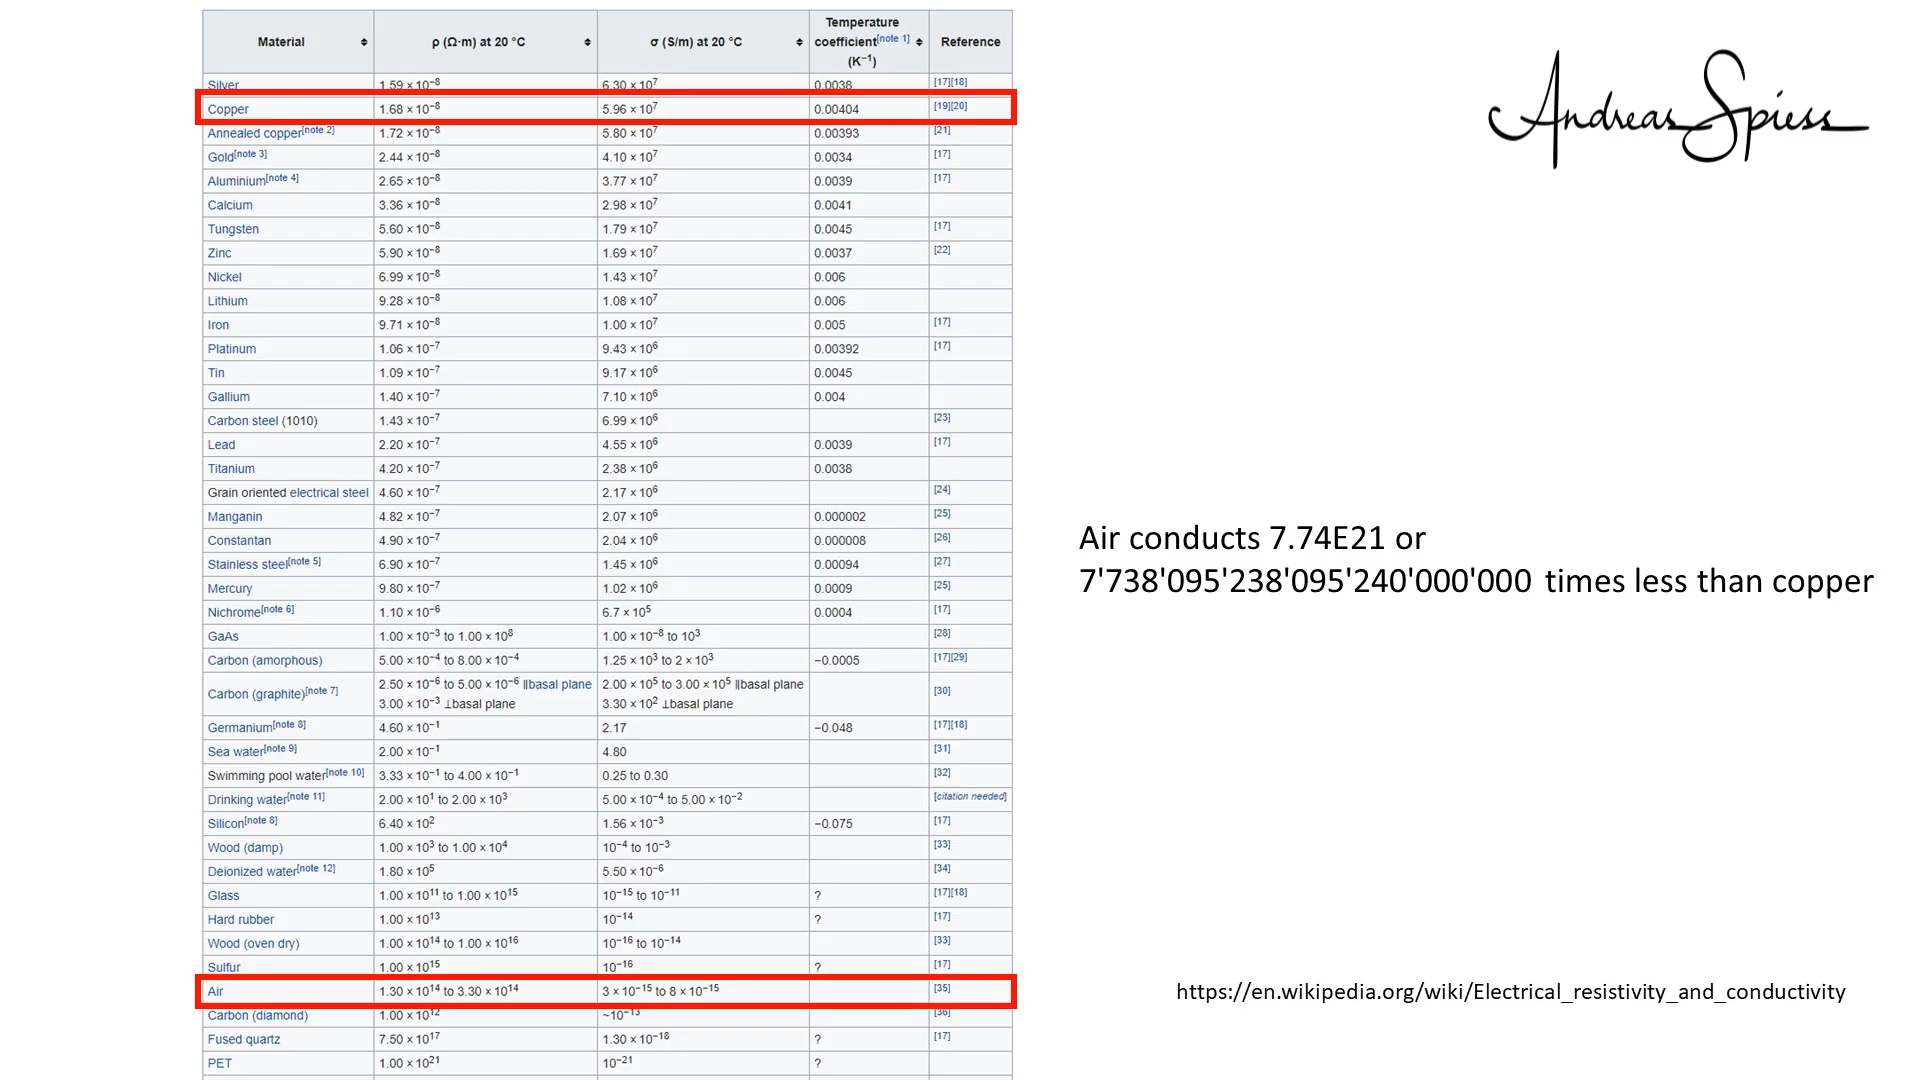 Material ρ (Ω·m) at 20 °C σ (S/m) at 20 °C Temperature coefficient[note 1] (K⁻¹) Reference
Silver 1.59 × 10⁻⁸ 6.30 × 10⁷ 0.0038 [17][18]
Copper 1.68 × 10⁻⁸ 5.96 × 10⁷ 0.00404 [19][20]
Annealed copper[note 2] 1.72 × 10⁻⁸ 5.80 × 10⁷ 0.00393 [21]
Gold[note 3] 2.44 × 10⁻⁸ 4.10 × 10⁷ 0.0034 [17]
Aluminium[note 4] 2.65 × 10⁻⁸ 3.77 × 10⁷ 0.0039 [17]
Calcium 3.36 × 10⁻⁸ 2.98 × 10⁷ 0.0041
Tungsten 5.60 × 10⁻⁸ 1.79 × 10⁷ 0.0045 [17]
Zinc 5.90 × 10⁻⁸ 1.69 × 10⁷ 0.0037 [22]
Nickel 6.99 × 10⁻⁸ 1.43 × 10⁷ 0.006
Lithium 9.28 × 10⁻⁸ 1.08 × 10⁷ 0.006
Iron 9.71 × 10⁻⁸ 1.00 × 10⁷ 0.005 [17]
Platinum 1.06 × 10⁻⁷ 9.43 × 10⁶ 0.00392 [17]
Tin 1.09 × 10⁻⁷ 9.17 × 10⁶ 0.0045
Gallium 1.40 × 10⁻⁷ 7.10 × 10⁶ 0.004
Carbon steel (1010) 1.43 × 10⁻⁷ 6.99 × 10⁶ [23]
Lead 2.20 × 10⁻⁷ 4.55 × 10⁶ 0.0039 [17]
Titanium 4.20 × 10⁻⁷ 2.38 × 10⁶ 0.0038
Grain oriented electrical steel 4.60 × 10⁻⁷ 2.17 × 10⁶ [24]
Manganin 4.82 × 10⁻⁷ 2.07 × 10⁶ 0.000002 [25]
Constantan 4.90 × 10⁻⁷ 2.04 × 10⁶ 0.000008 [26]
Stainless steel[note 5] 6.90 × 10⁻⁷ 1.45 × 10⁶ 0.00094 [27]
Mercury 9.80 × 10⁻⁷ 1.02 × 10⁶ 0.0009 [25]
Nichrome[note 6] 1.10 × 10⁻⁶ 6.7 × 10⁵ 0.0004 [17]
GaAs 1.00 × 10⁻³ to 1.00 × 10⁸ 1.00 × 10⁻⁸ to 10³ [28]
Carbon (amorphous) 5.00 × 10⁻⁴ to 8.00 × 10⁻⁴ 1.25 × 10³ to 2 × 10³ −0.0005 [17][29]
Carbon (graphite)[note 7] 2.50 × 10⁻⁶ to 5.00 × 10⁻⁶ ∥basal plane 2.00 × 10⁵ to 3.00 × 10⁵ ∥basal plane [30]
3.00 × 10⁻³ ⊥basal plane 3.30 × 10² ⊥basal plane
Germanium[note 8] 4.60 × 10⁻¹ 2.17 −0.048 [17][18]
Sea water[note 9] 2.00 × 10⁻¹ 4.80 [31]
Swimming pool water[note 10] 3.33 × 10⁻¹ to 4.00 × 10⁻¹ 0.25 to 0.30 [32]
Drinking water[note 11] 2.00 × 10¹ to 2.00 × 10³ 5.00 × 10⁻⁴ to 5.00 × 10⁻² [citation needed]
Silicon[note 8] 6.40 × 10² 1.56 × 10⁻³ −0.075 [17]
Wood (damp) 1.00 × 10³ to 1.00 × 10⁴ 10⁻⁴ to 10⁻³ [33]
Deionized water[note 12] 1.80 × 10⁵ 5.50 × 10⁻⁶ [34]
Glass 1.00 × 10¹¹ to 1.00 × 10¹⁵ 10⁻¹⁵ to 10⁻¹¹ ? [17][18]
Hard rubber 1.00 × 10¹³ 10⁻¹⁴ ? [17]
Wood (oven dry) 1.00 × 10¹⁴ to 1.00 × 10¹⁶ 10⁻¹⁶ to 10⁻¹⁴ [33]
Sulfur 1.00 × 10¹⁵ 10⁻¹⁶ ? [17]
Air 1.30 × 10¹⁴ to 3.30 × 10¹⁴ 3 × 10⁻¹⁵ to 8 × 10⁻¹⁵ [35]
Carbon (diamond) 1.00 × 10¹² ~10⁻¹³ [36]
Fused quartz 7.50 × 10¹⁷ 1.30 × 10⁻¹⁸ ? [17]
PET 1.00 × 10²¹ 10⁻²¹ ?
Andreas Spiess
Air conducts 7.74E21 or
7'738'095'238'095'240'000'000 times less than copper
https://en.wikipedia.org/wiki/Electrical_resistivity_and_conductivity